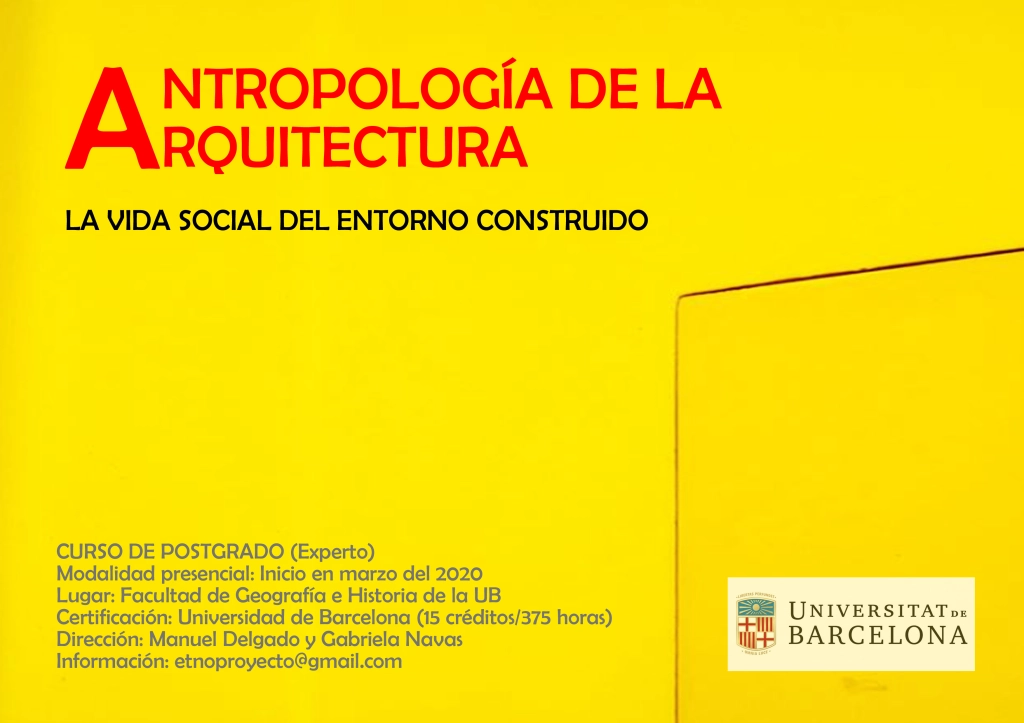 ANTROPOLOGÍA DE LA
ARQUITECTURA
LA VIDA SOCIAL DEL ENTORNO CONSTRUIDO
CURSO DE POSTGRADO (Experto)
Modalidad presencial: Inicio en marzo del 2020
Lugar: Facultad de Geografía e Historia de la UB
Certificación: Universidad de Barcelona (15 créditos/375 horas)
Dirección: Manuel Delgado y Gabriela Navas
Información: etnoproyecto@gmail.com
UNIVERSITAT DE
BARCELONA